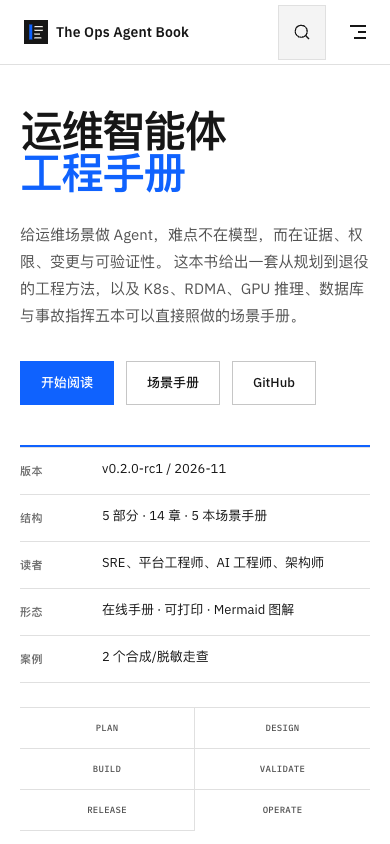 The Ops Agent Book
运维智能体
工程手册
给运维场景做 Agent，难点不在模型，而在证据、权
限、变更与可验证性。 这本书给出一套从规划到退役
的工程方法，以及 K8s、RDMA、GPU 推理、数据库
与事故指挥五本可以直接照做的场景手册。
开始阅读 场景手册 GitHub
版本 v0.2.0-rc1 / 2026-11
结构 5 部分 · 14 章 · 5 本场景手册
读者 SRE、平台工程师、AI 工程师、架构师
形态 在线手册 · 可打印 · Mermaid 图解
案例 2 个合成/脱敏走查
PLAN DESIGN
BUILD VALIDATE
RELEASE OPERATE